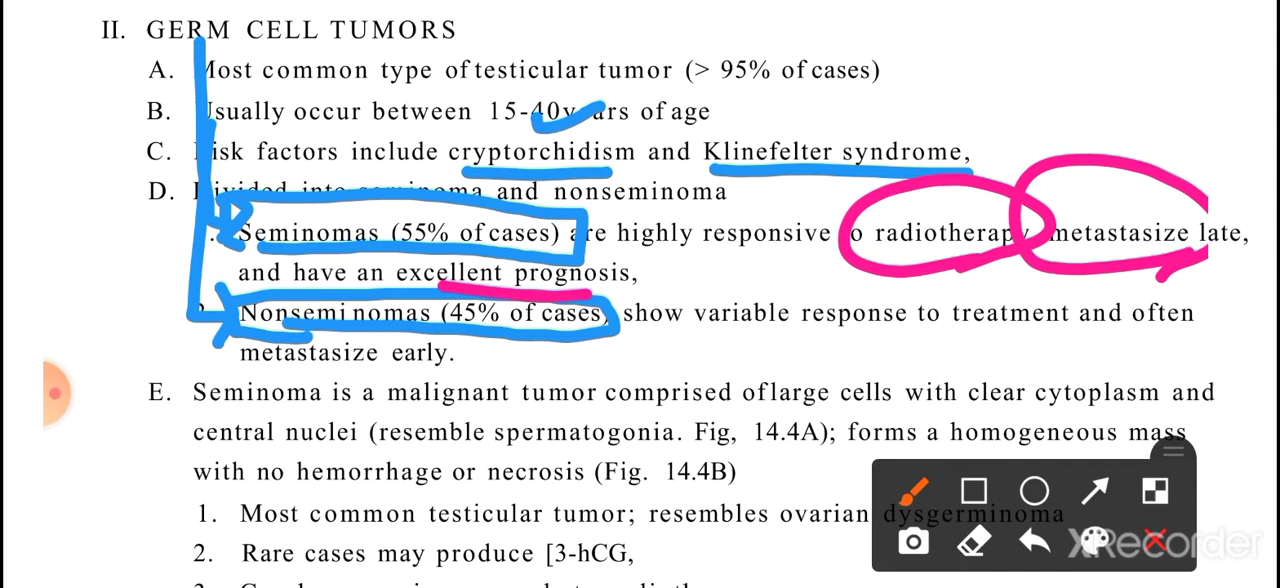 II. GERM CELL TUMORS
A. Most common type of testicular tumor (> 95% of cases)
B. Usually occur between 15-40years of age
C. Risk factors include cryptorchidism and Klinefelter syndrome,
D. Divided into seminoma and nonseminoma
Seminomas (55% of cases) are highly responsive to radiotherapy metastasize late,
and have an excellent prognosis,
Nonseminomas (45% of cases) show variable response to treatment and often
metastasize early.
E. Seminoma is a malignant tumor comprised of large cells with clear cytoplasm and
central nuclei (resemble spermatogonia. Fig, 14.4A); forms a homogeneous mass
with no hemorrhage or necrosis (Fig. 14.4B)
1. Most common testicular tumor; resembles ovarian dysgerminoma
2. Rare cases may produce [3-hCG,
XRecorder